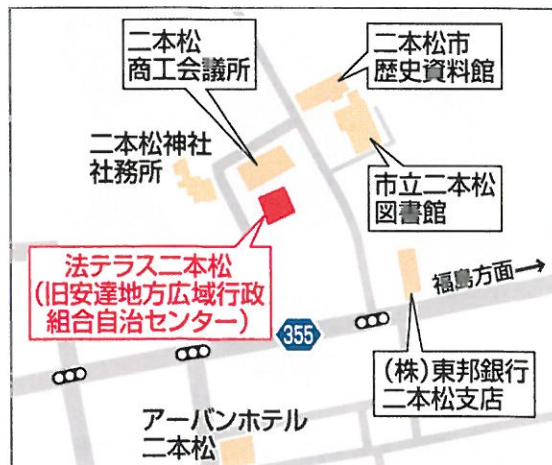 二本松
商工会議所
二本松市
歴史資料館
二本松神社
社務所
市立二本松
図書館
法テラス二本松
(旧安達地方広域行政
組合自治センター)
福島方面→
355
(株)東邦銀行
二本松支店
アーバンホテル
二本松